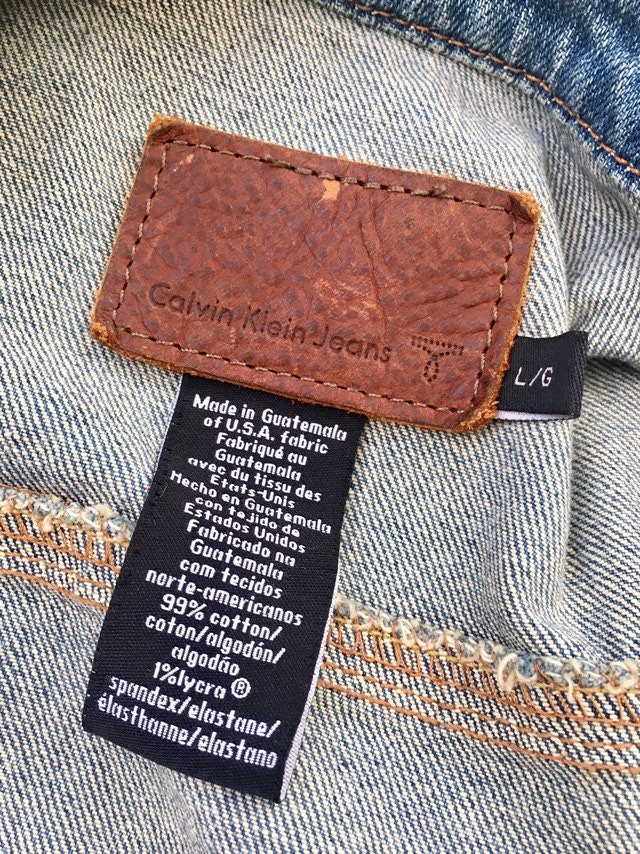 Calvin Klein Jeans
L/G
Made in Guatemala
of U.S.A. fabric
Fabriqué au
Guatemala
avec du tissu des
Etats-Unis
Hecho en Guatemala
con tejido de
Estados Unidos
Fabricado na
Guatemala
com tecidos
norte-americanos
99% cotton/
coton/algodón/
algodão
1%lycra ®
spandex/elastane/
élasthanne/elastano